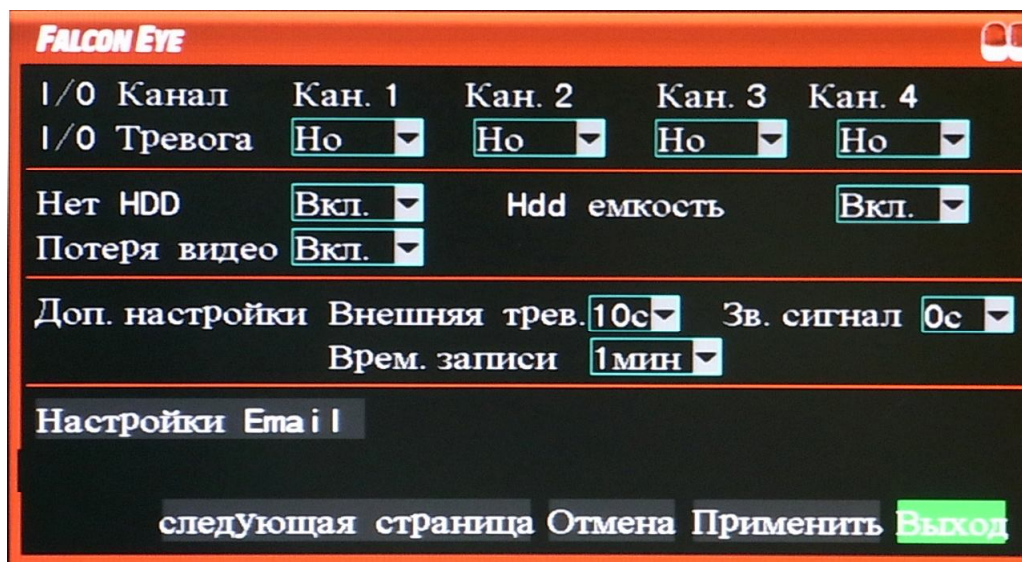 FALCON EYE
I/O Канал Кан. 1 Кан. 2 Кан. 3 Кан. 4
I/O Тревога Но Но Но Но
Нет HDD Вкл. Hdd емкость Вкл.
Потеря видео Вкл.
Доп. настройки Внешняя трев. 10с Зв. сигнал 0с
Врем. записи 1мин
Настройки Email
следующая страница Отмена Применить Выход